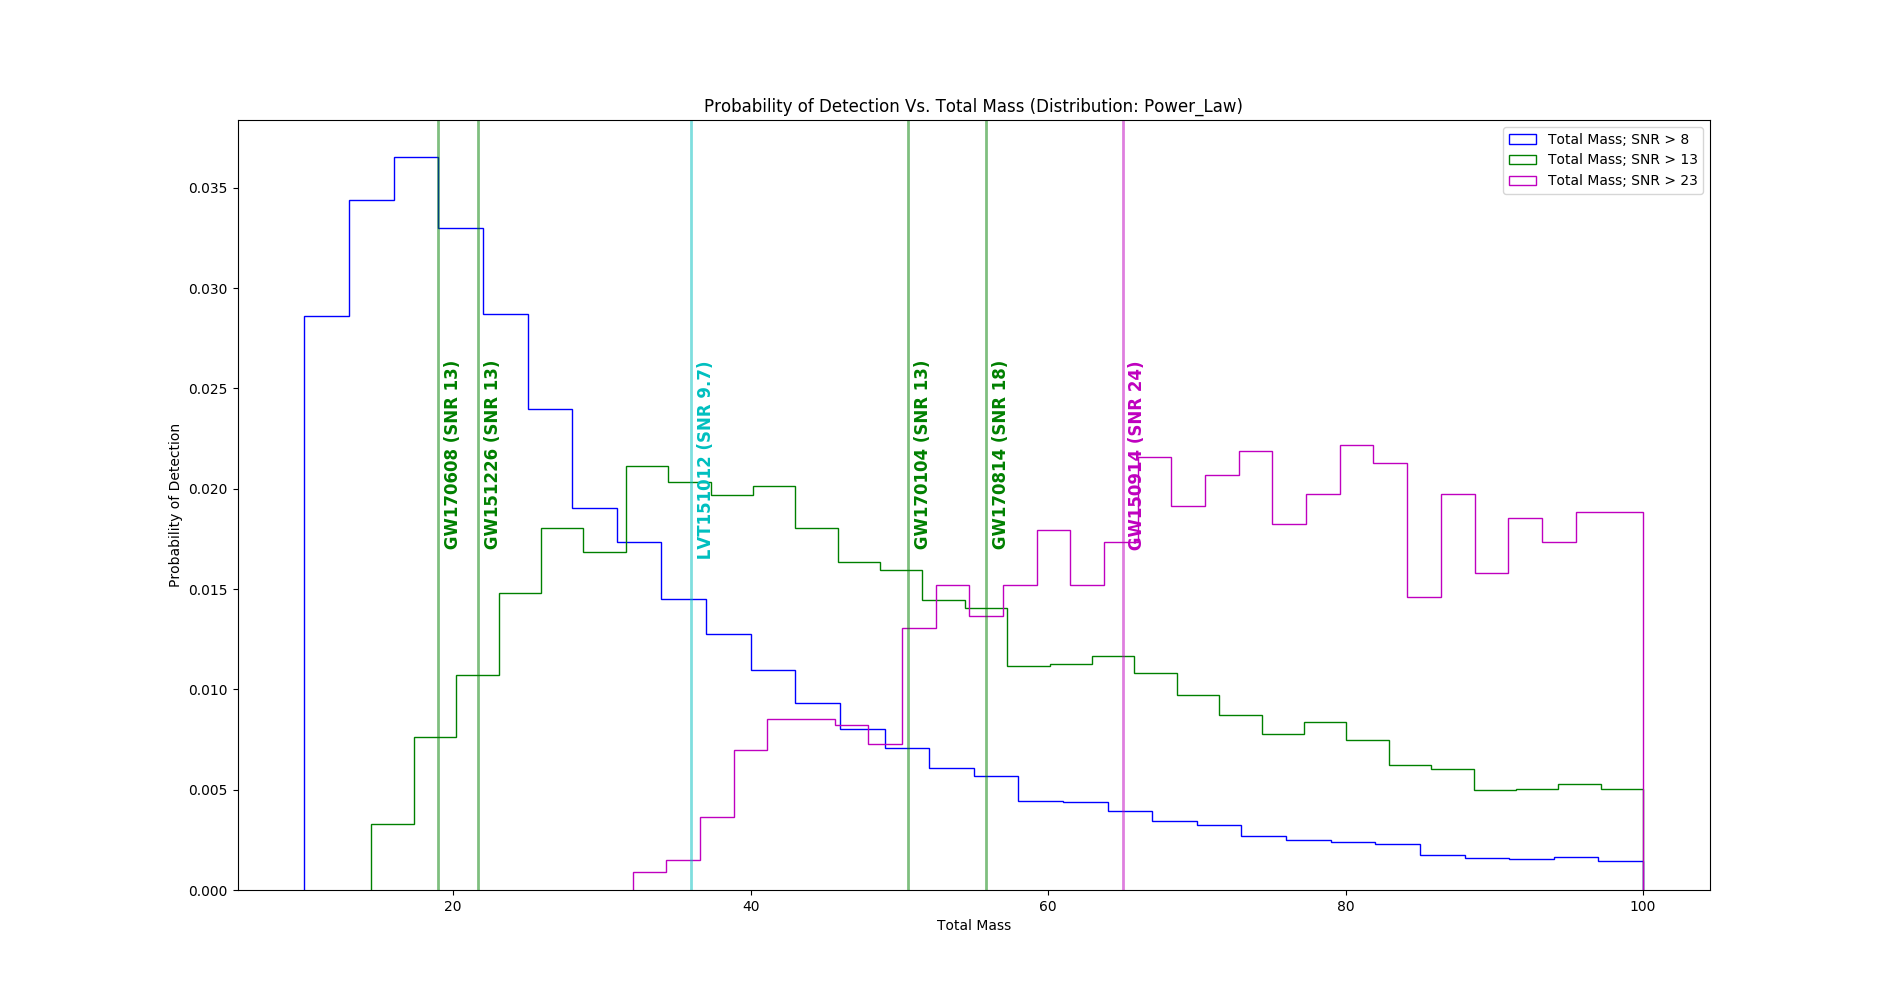 Probability of Detection Vs. Total Mass (Distribution: Power_Law)
Total Mass; SNR > 8
Total Mass; SNR > 13
Total Mass; SNR > 23
0.035
0.030
0.025
0.020
0.015
0.010
0.005
0.000
Probability of Detection
GW170608 (SNR 13)
GW151226 (SNR 13)
LVT151012 (SNR 9.7)
GW170104 (SNR 13)
GW170814 (SNR 18)
GW150914 (SNR 24)
20
40
60
80
100
Total Mass